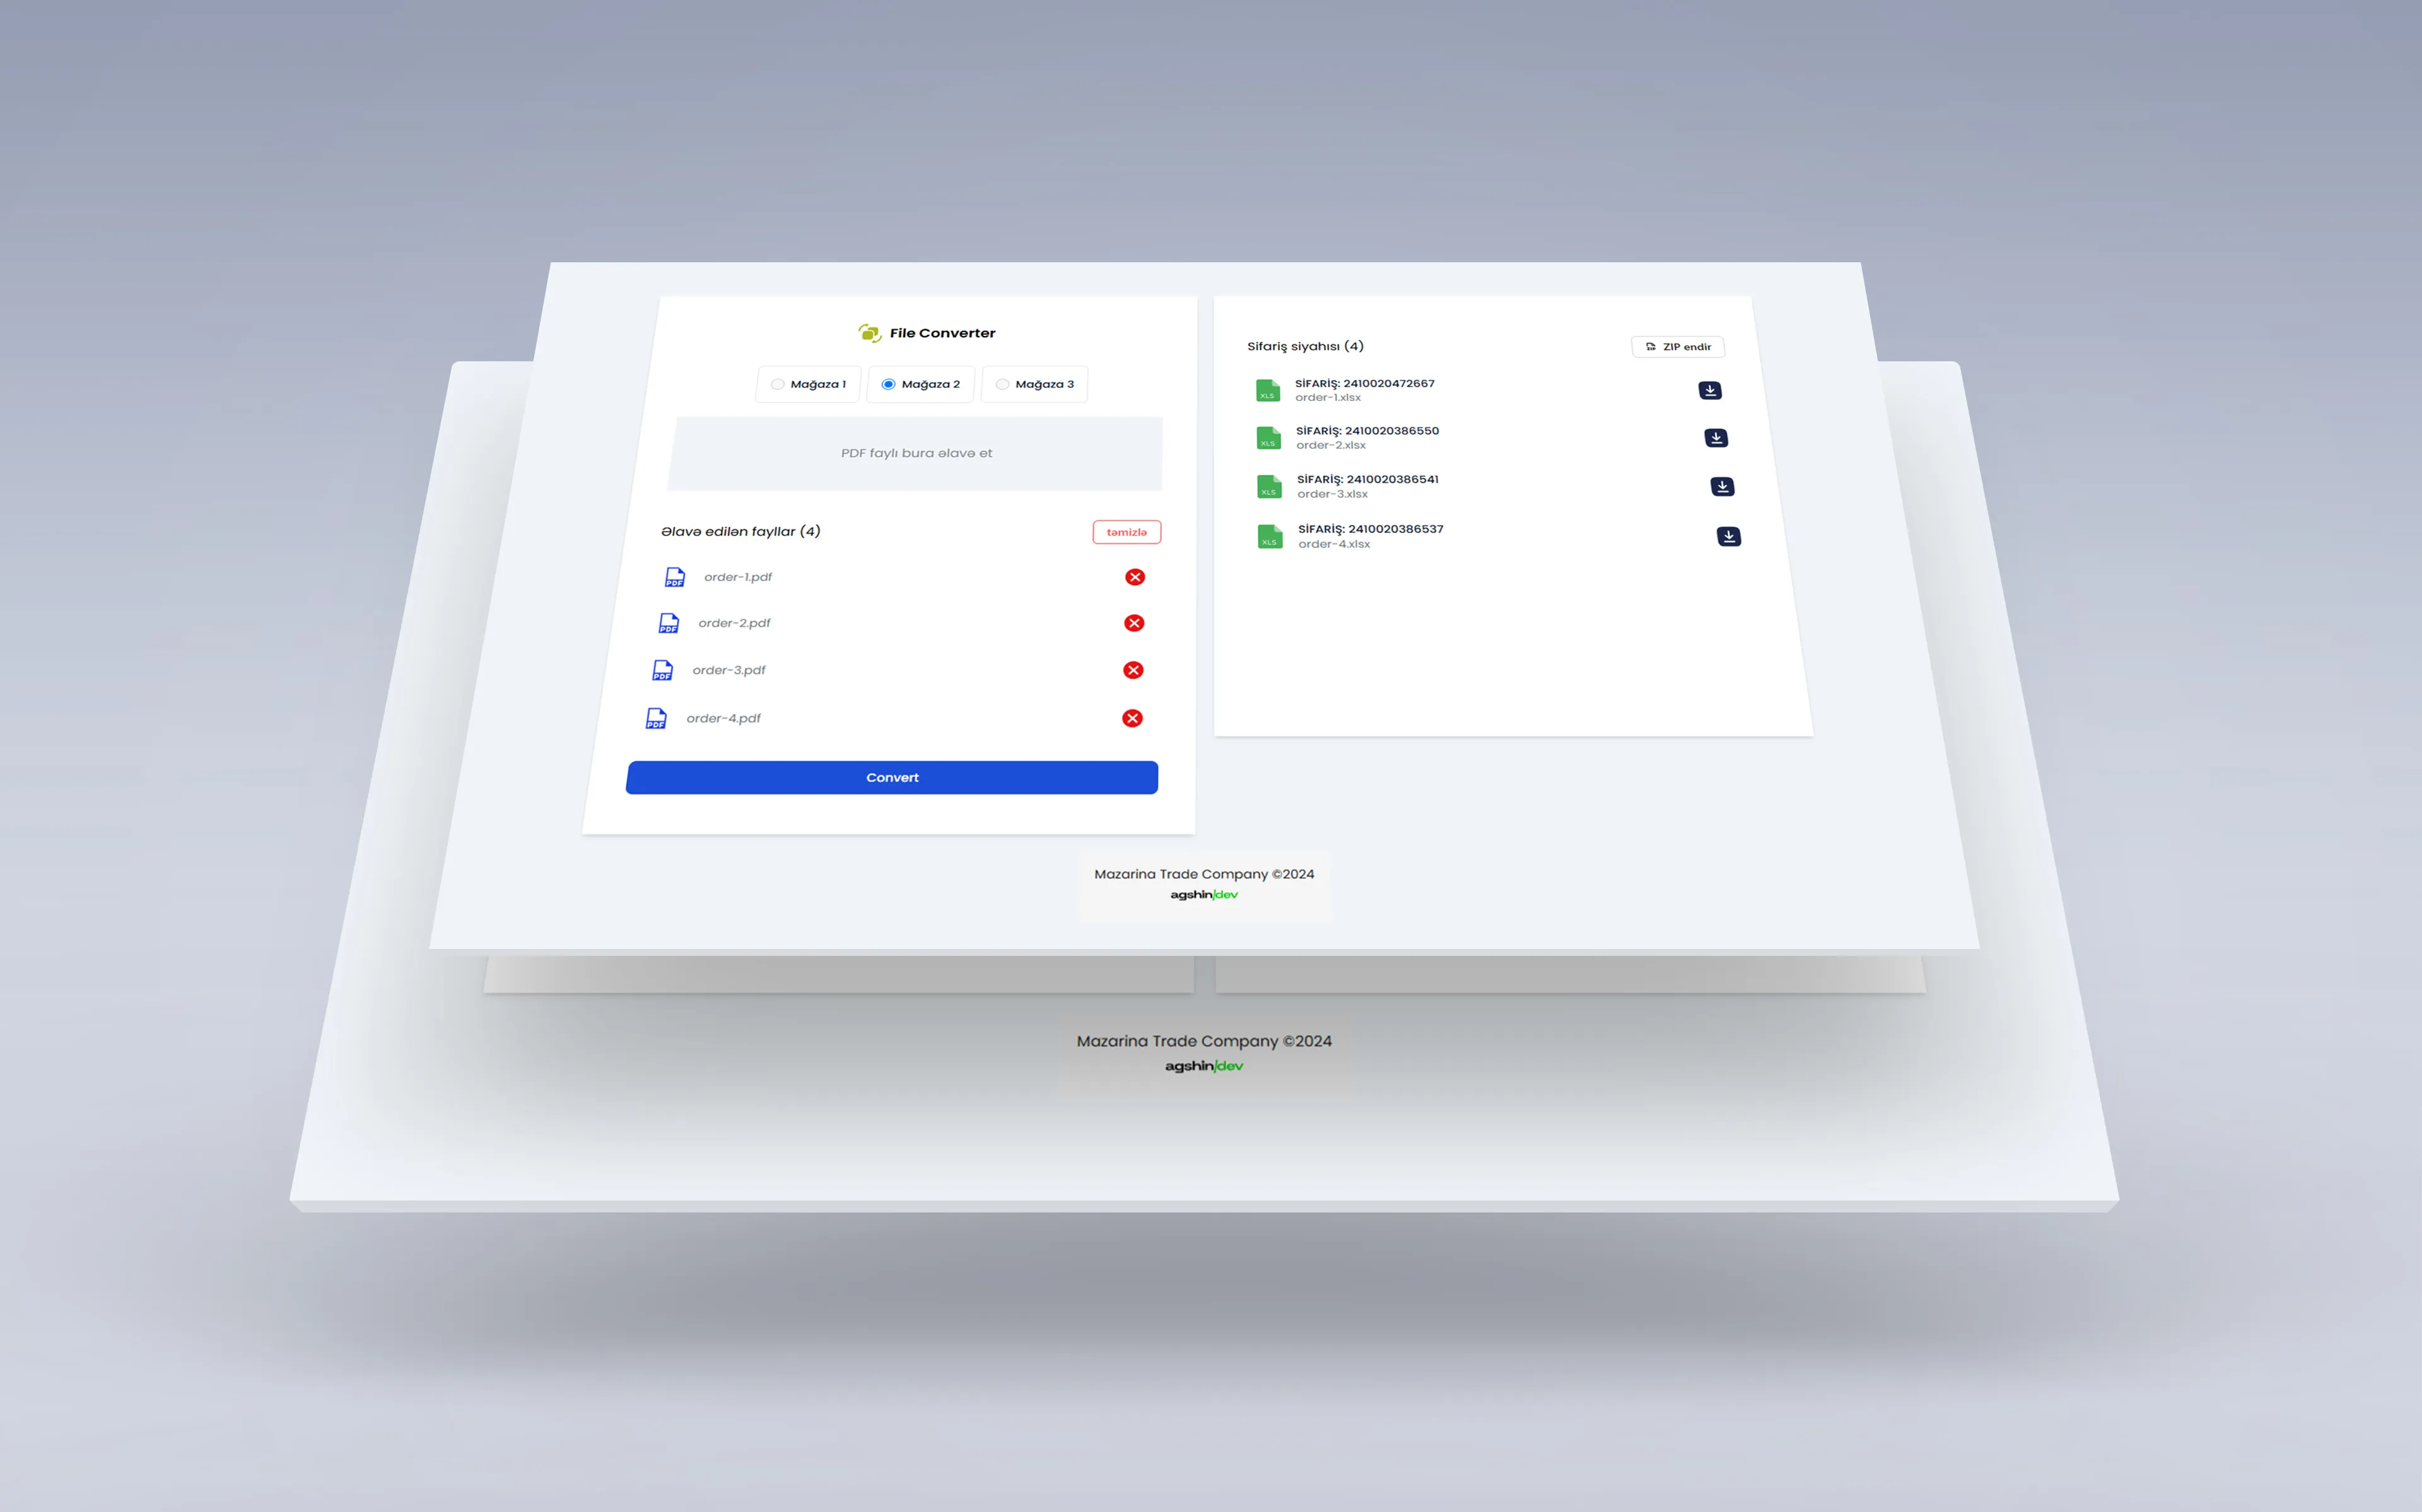 File Converter
Mağaza 1
Mağaza 2
Mağaza 3
PDF faylı bura əlavə et
Əlavə edilən fayllar (4)
təmizlə
PDF
order-1.pdf
PDF
order-2.pdf
PDF
order-3.pdf
PDF
order-4.pdf
Convert
Sifariş siyahısı (4)
ZIP endir
XLS
SİFARİŞ: 2410020472667
order-1.xlsx
XLS
SİFARİŞ: 2410020386550
order-2.xlsx
XLS
SİFARİŞ: 2410020386541
order-3.xlsx
XLS
SİFARİŞ: 2410020386537
order-4.xlsx
Mazarina Trade Company ©2024
agshin/dev
Mazarina Trade Company ©2024
agshin/dev